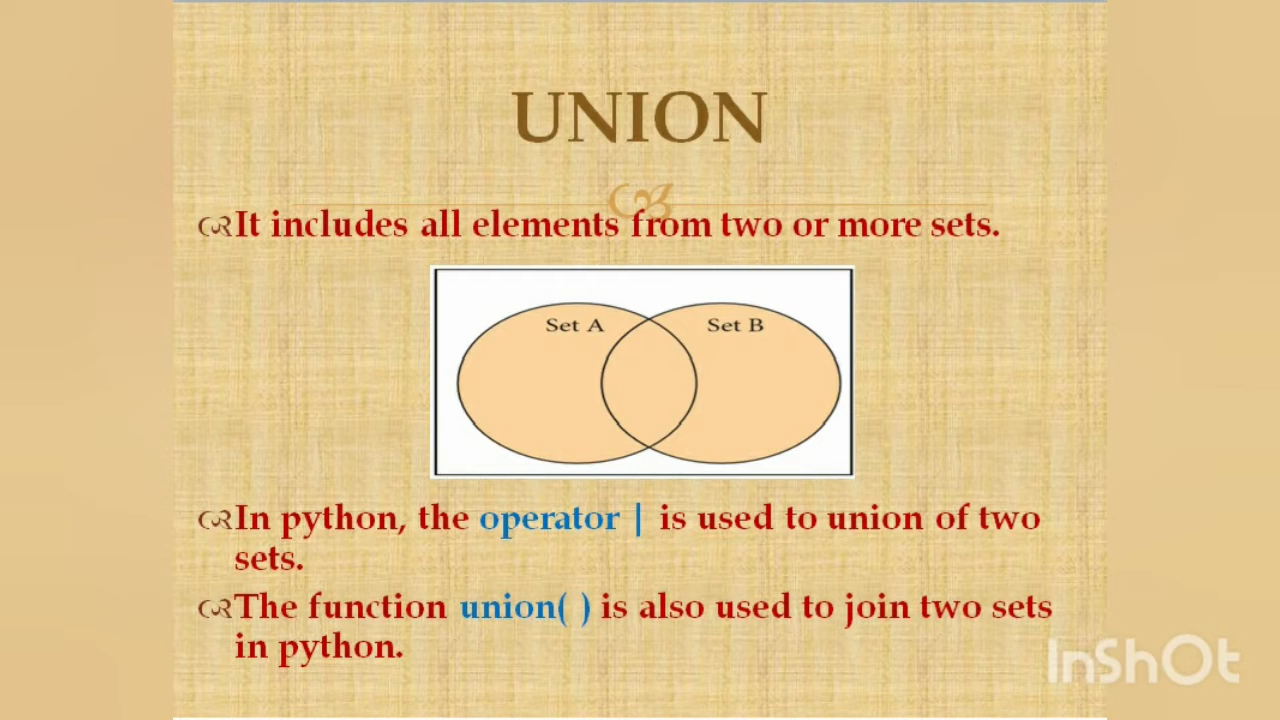 UNION
It includes all elements from two or more sets.
Set A
Set B
In python, the operator | is used to union of two
sets.
The function union( ) is also used to join two sets
in python.
InShOt